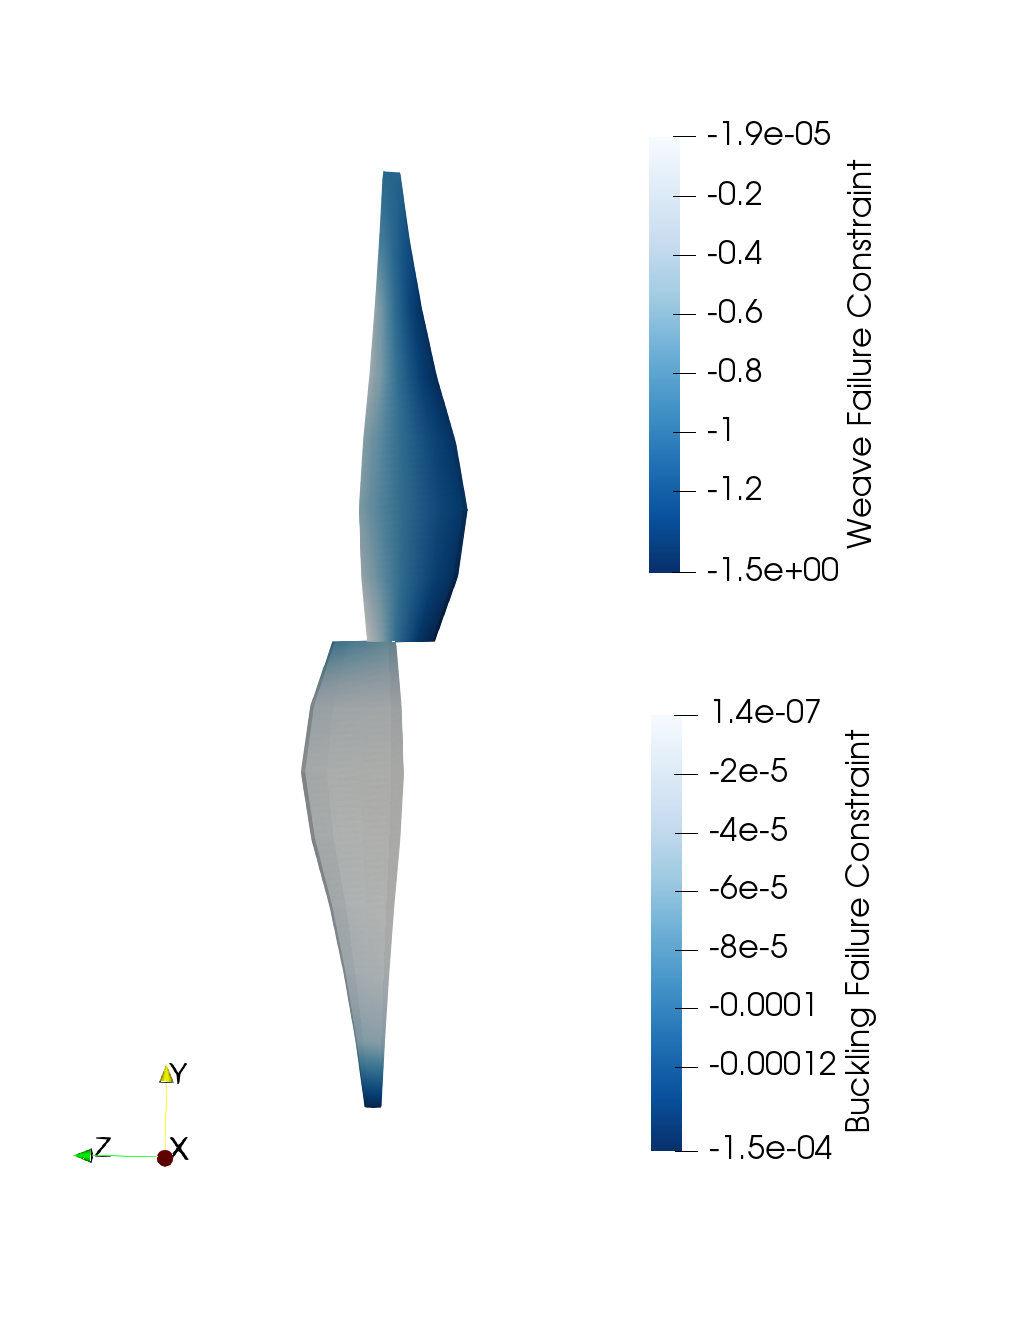 -1.9e-05
-0.2
-0.4
-0.6
-0.8
-1
-1.2
-1.5e+00
Weave Failure Constraint
1.4e-07
-2e-5
-4e-5
-6e-5
-8e-5
-0.0001
-0.00012
-1.5e-04
Buckling Failure Constraint
Y
Z
X